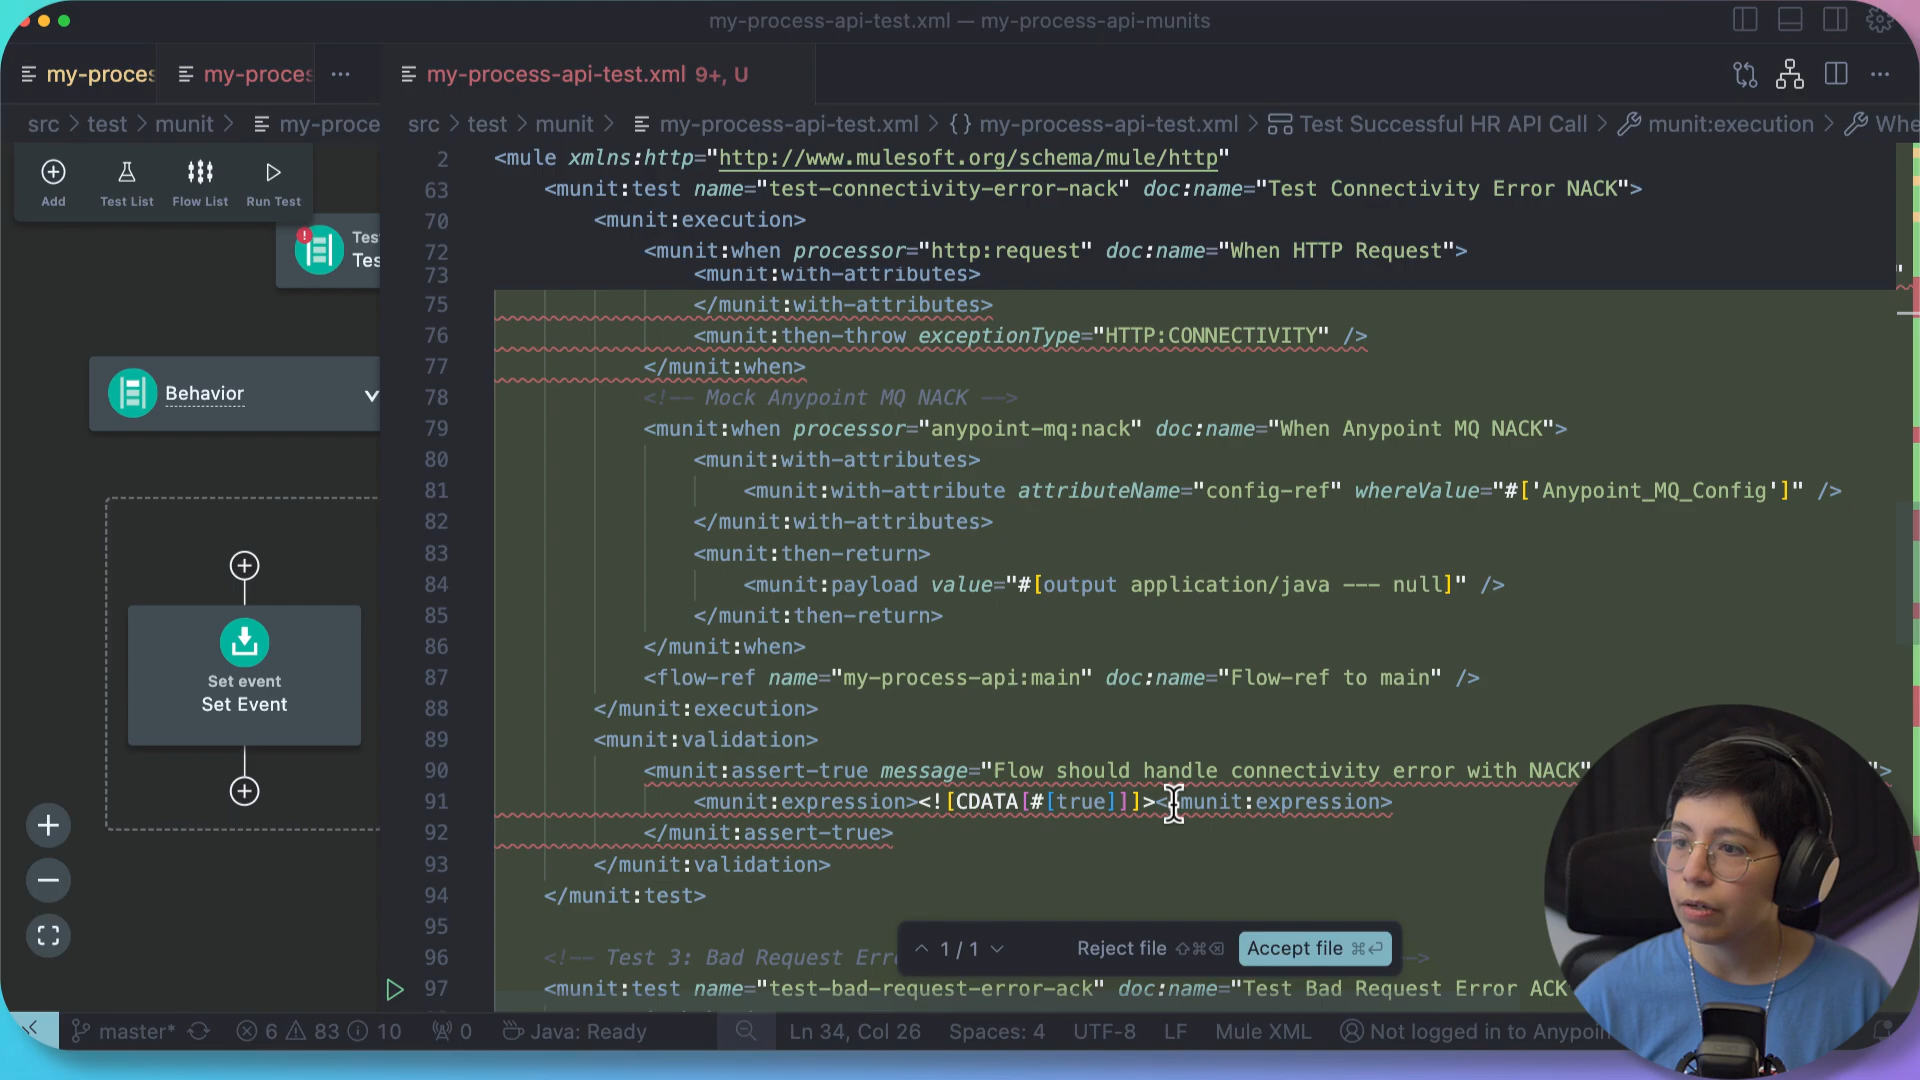 my-process-api-test.xml — my-process-api-munits
my-proces
my-proces
···
my-process-api-test.xml 9+, U
src > test > munit > my-proce
src > test > munit > my-process-api-test.xml > {} my-process-api-test.xml > Test Successful HR API Call > munit:execution > Whe
Add
Test List
Flow List
Run Test
Tes
Tes
Behavior
Set event
Set Event
2 <mule xmlns:http="http://www.mulesoft.org/schema/mule/http"
63 <munit:test name="test-connectivity-error-nack" doc:name="Test Connectivity Error NACK">
70 <munit:execution>
72 <munit:when processor="http:request" doc:name="When HTTP Request">
73 <munit:with-attributes>
75 </munit:with-attributes>
76 <munit:then-throw exceptionType="HTTP:CONNECTIVITY" />
77 </munit:when>
78 <!-- Mock Anypoint MQ NACK -->
79 <munit:when processor="anypoint-mq:nack" doc:name="When Anypoint MQ NACK">
80 <munit:with-attributes>
81 <munit:with-attribute attributeName="config-ref" whereValue="#['Anypoint_MQ_Config']" />
82 </munit:with-attributes>
83 <munit:then-return>
84 <munit:payload value="#[output application/java --- null]" />
85 </munit:then-return>
86 </munit:when>
87 <flow-ref name="my-process-api:main" doc:name="Flow-ref to main" />
88 </munit:execution>
89 <munit:validation>
90 <munit:assert-true message="Flow should handle connectivity error with NACK"
91 <munit:expression><![CDATA[#[true]]]></munit:expression>
92 </munit:assert-true>
93 </munit:validation>
94 </munit:test>
95
96 <!-- Test 3: Bad Request Err
97 <munit:test name="test-bad-request-error-ack" doc:name="Test Bad Request Error ACK
1 / 1
Reject file ⇧⌘⌫
Accept file ⌘⏎
master* 6 83 10 0 Java: Ready Ln 34, Col 26 Spaces: 4 UTF-8 LF Mule XML Not logged in to Anypoin